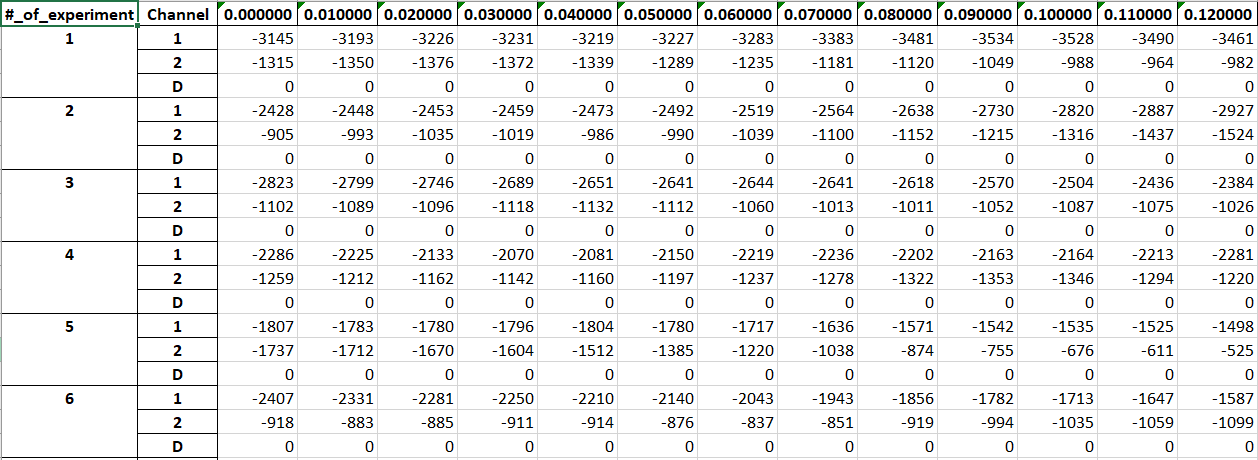 #_of_experiment Channel 0.000000 0.010000 0.020000 0.030000 0.040000 0.050000 0.060000 0.070000 0.080000 0.090000 0.100000 0.110000 0.120000
1 1 -3145 -3193 -3226 -3231 -3219 -3227 -3283 -3383 -3481 -3534 -3528 -3490 -3461
2 -1315 -1350 -1376 -1372 -1339 -1289 -1235 -1181 -1120 -1049 -988 -964 -982
D 0 0 0 0 0 0 0 0 0 0 0 0 0
2 1 -2428 -2448 -2453 -2459 -2473 -2492 -2519 -2564 -2638 -2730 -2820 -2887 -2927
2 -905 -993 -1035 -1019 -986 -990 -1039 -1100 -1152 -1215 -1316 -1437 -1524
D 0 0 0 0 0 0 0 0 0 0 0 0 0
3 1 -2823 -2799 -2746 -2689 -2651 -2641 -2644 -2641 -2618 -2570 -2504 -2436 -2384
2 -1102 -1089 -1096 -1118 -1132 -1112 -1060 -1013 -1011 -1052 -1087 -1075 -1026
D 0 0 0 0 0 0 0 0 0 0 0 0 0
4 1 -2286 -2225 -2133 -2070 -2081 -2150 -2219 -2236 -2202 -2163 -2164 -2213 -2281
2 -1259 -1212 -1162 -1142 -1160 -1197 -1237 -1278 -1322 -1353 -1346 -1294 -1220
D 0 0 0 0 0 0 0 0 0 0 0 0 0
5 1 -1807 -1783 -1780 -1796 -1804 -1780 -1717 -1636 -1571 -1542 -1535 -1525 -1498
2 -1737 -1712 -1670 -1604 -1512 -1385 -1220 -1038 -874 -755 -676 -611 -525
D 0 0 0 0 0 0 0 0 0 0 0 0 0
6 1 -2407 -2331 -2281 -2250 -2210 -2140 -2043 -1943 -1856 -1782 -1713 -1647 -1587
2 -918 -883 -885 -911 -914 -876 -837 -851 -919 -994 -1035 -1059 -1099
D 0 0 0 0 0 0 0 0 0 0 0 0 0